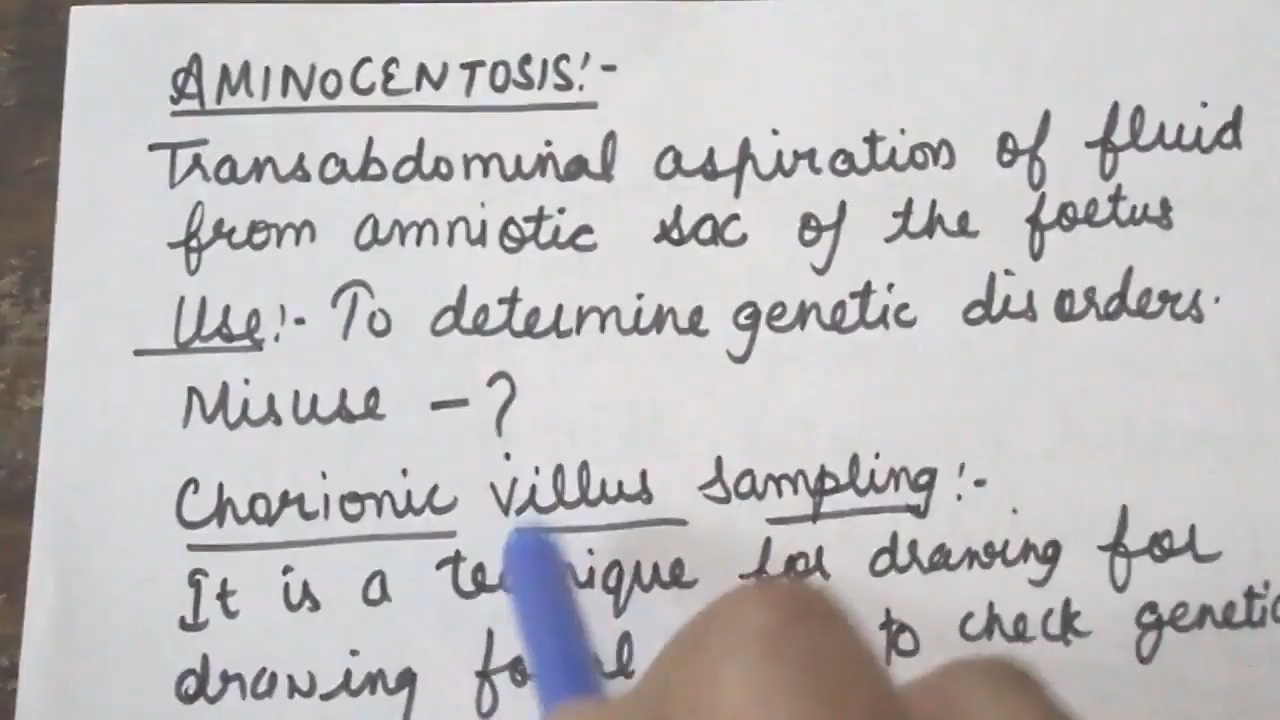 AMINOCENTOSIS:-
Transabdominal aspiration of fluid
from amniotic sac of the foetus
Use:- To determine genetic disorders.
Misuse - ?
Chorionic villus sampling:-
It is a for drawing for
drawing to check genetic